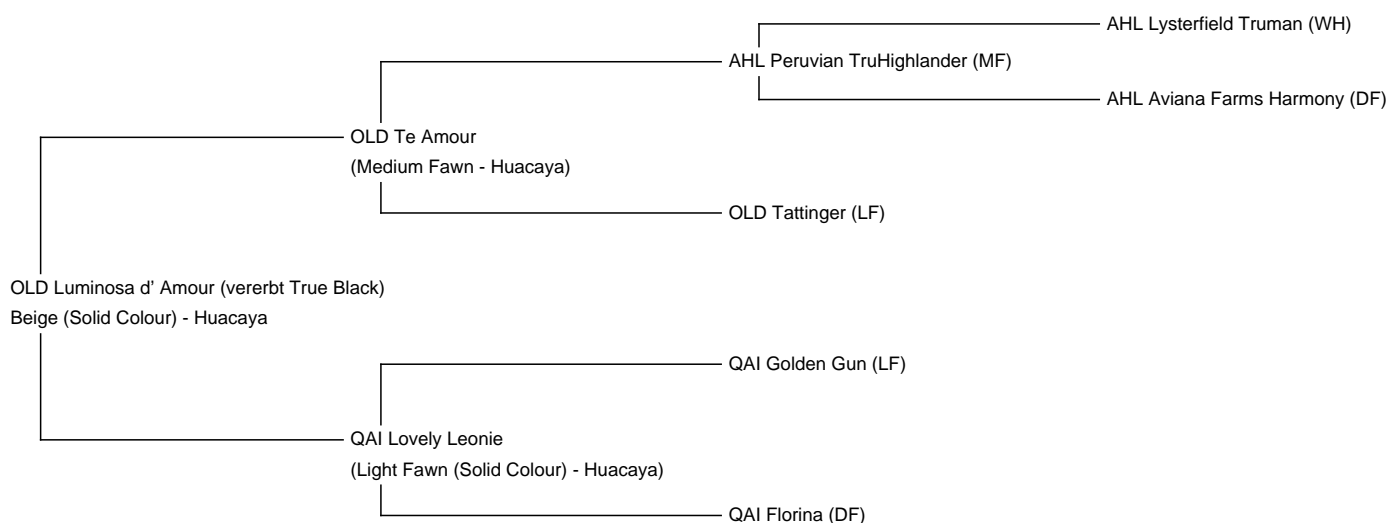 AHL Lysterfield Truman (WH)
AHL Peruvian TruHighlander (MF)
AHL Aviana Farms Harmony (DF)
OLD Te Amour
(Medium Fawn - Huacaya)
OLD Tattinger (LF)
OLD Luminosa d’ Amour (vererbt True Black)
Beige (Solid Colour) - Huacaya
QAI Golden Gun (LF)
QAI Lovely Leonie
(Light Fawn (Solid Colour) - Huacaya)
QAI Florina (DF)